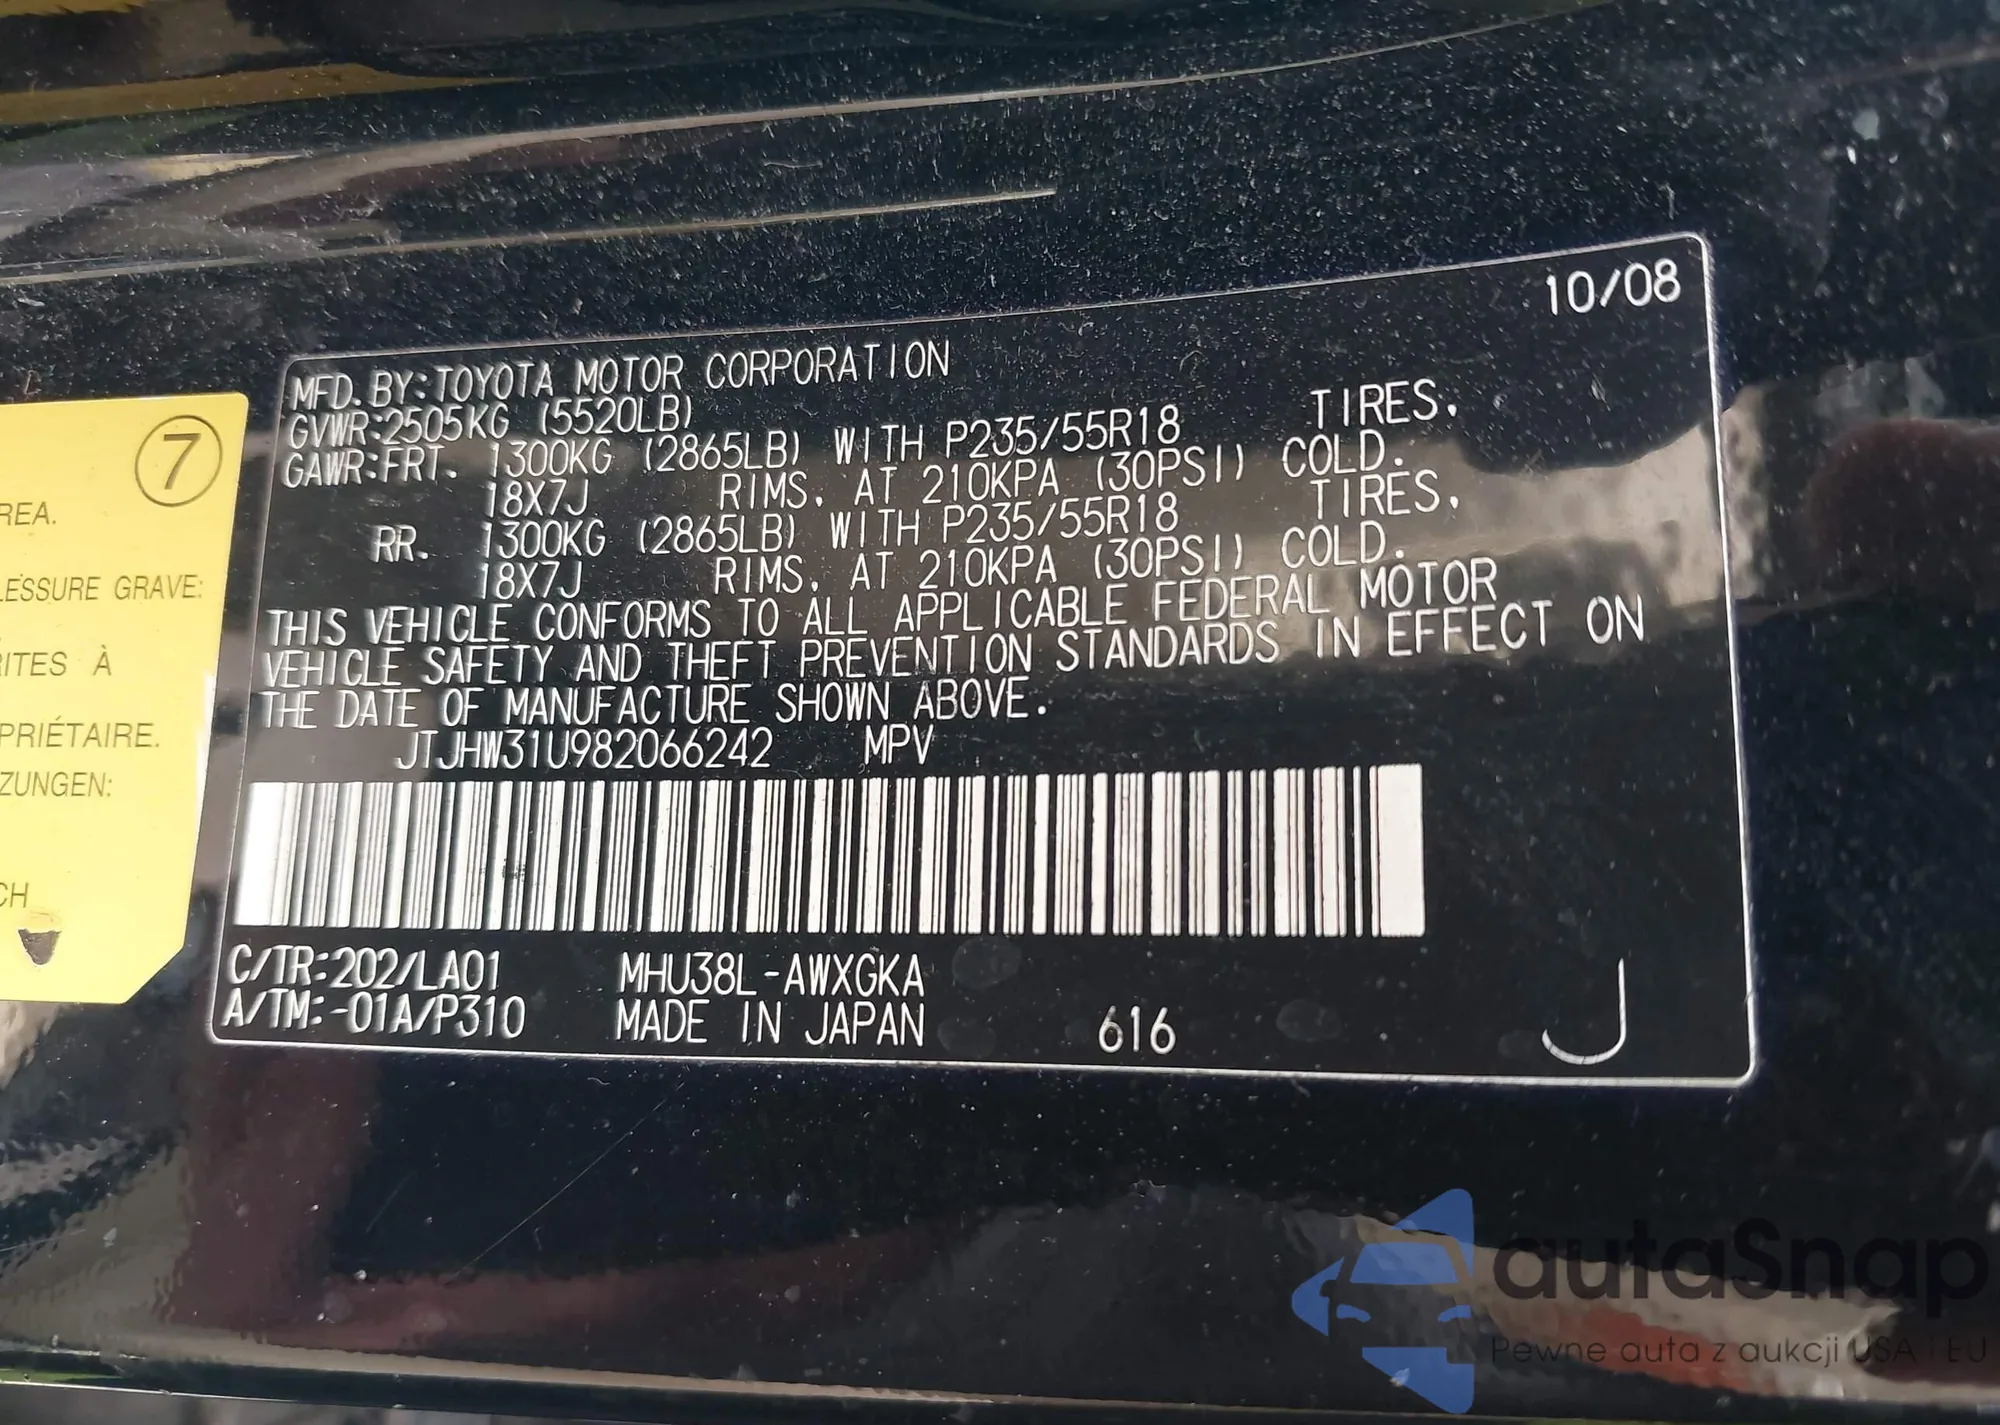 10/08
MFD. BY:TOYOTA MOTOR CORPORATION
GVWR:2505KG (5520LB)
GAWR:FRT. 1300KG (2865LB) WITH P235/55R18 TIRES,
18X7J RIMS, AT 210KPA (30PSI) COLD.
RR. 1300KG (2865LB) WITH P235/55R18 TIRES,
18X7J RIMS, AT 210KPA (30PSI) COLD.
THIS VEHICLE CONFORMS TO ALL APPLICABLE FEDERAL MOTOR
VEHICLE SAFETY AND THEFT PREVENTION STANDARDS IN EFFECT ON
THE DATE OF MANUFACTURE SHOWN ABOVE.
JTJHW31U982066242 MPV
C/TR:202/LA01 MHU38L-AWXGKA
A/TM:-01A/P310 MADE IN JAPAN 616 J
7
REA.
LESSURE GRAVE:
RITES À
PRIÉTAIRE.
ZUNGEN:
CH
autaSnap
Pewne auta z aukcji USA i EU